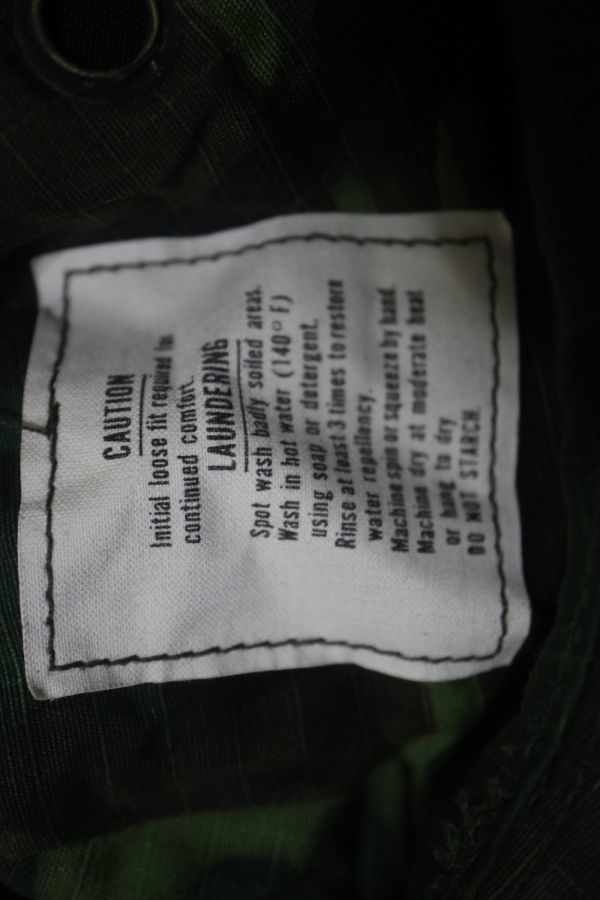 CAUTION
Initial loose fit required for
continued comfort.
LAUNDERING
Spot wash badly soiled areas.
Wash in hot water (140° F)
using soap or detergent.
Rinse at least 3 times to restore
water repellency.
Machine spin or squeeze by hand.
Machine dry at moderate heat
or hang to dry
DO NOT STARCH.